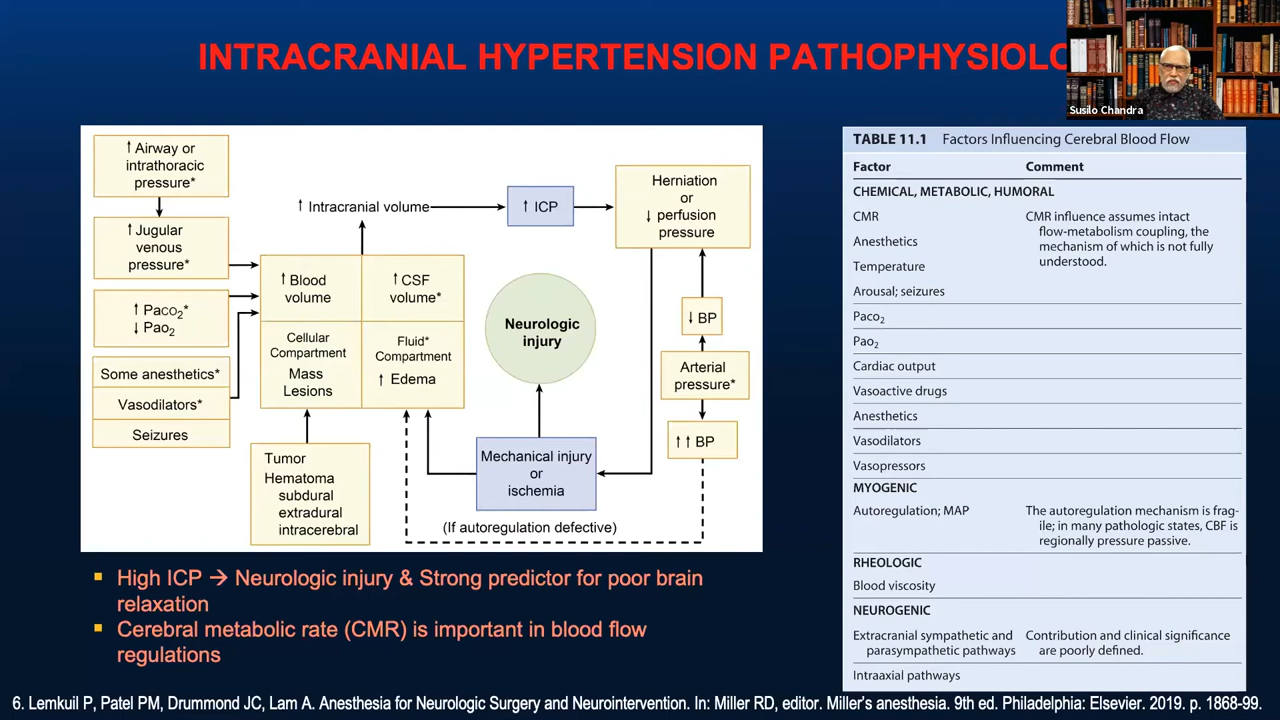 INTRACRANIAL HYPERTENSION PATHOPHYSIOLO
Susilo Chandra
↑ Airway or
intrathoracic
pressure*
↑ Jugular
venous
pressure*
↑ PaCO2*
↓ Pao2
Some anesthetics*
Vasodilators*
Seizures
↑ Intracranial volume
↑ Blood
volume
↑ CSF
volume*
Cellular
Compartment
Mass
Lesions
Fluid*
Compartment
↑ Edema
Tumor
Hematoma
subdural
extradural
intracerebral
↑ ICP
Herniation
or
↓ perfusion
pressure
Neurologic
injury
↓ BP
Arterial
pressure*
↑ ↑ BP
Mechanical injury
or
ischemia
(If autoregulation defective)
TABLE 11.1 Factors Influencing Cerebral Blood Flow
Factor Comment
CHEMICAL, METABOLIC, HUMORAL
CMR CMR influence assumes intact
Anesthetics flow-metabolism coupling, the
mechanism of which is not fully
Temperature understood.
Arousal; seizures
Paco2
Pao2
Cardiac output
Vasoactive drugs
Anesthetics
Vasodilators
Vasopressors
MYOGENIC
Autoregulation; MAP The autoregulation mechanism is frag-
ile; in many pathologic states, CBF is
regionally pressure passive.
RHEOLOGIC
Blood viscosity
NEUROGENIC
Extracranial sympathetic and Contribution and clinical significance
parasympathetic pathways are poorly defined.
Intraaxial pathways
▪ High ICP → Neurologic injury & Strong predictor for poor brain
relaxation
▪ Cerebral metabolic rate (CMR) is important in blood flow
regulations
6. Lemkuil P, Patel PM, Drummond JC, Lam A. Anesthesia for Neurologic Surgery and Neurointervention. In: Miller RD, editor. Miller's anesthesia. 9th ed. Philadelphia: Elsevier. 2019. p. 1868-99.